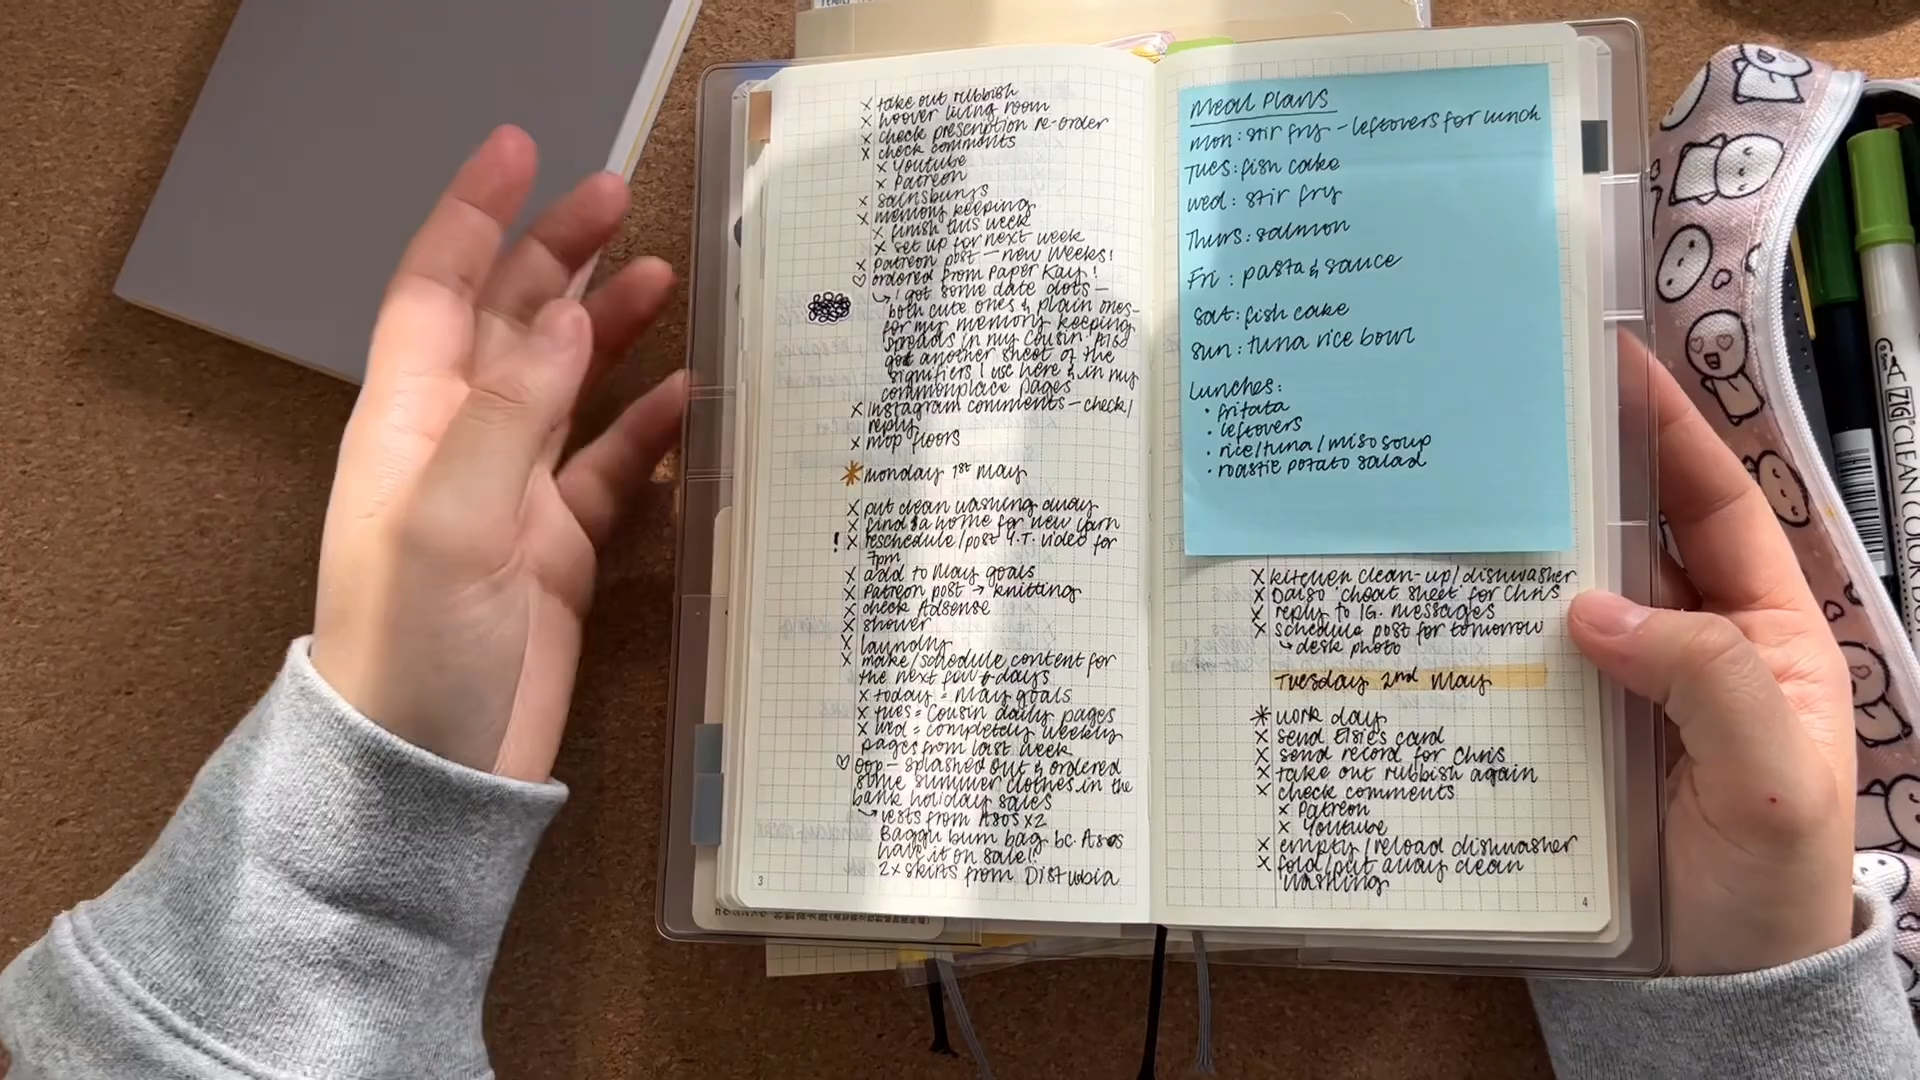 x take out rubbish
x hoover living room
x check prescription re-order
x check comments
x Youtube
x Patreon
x Sainsburys
x memory keeping
x finish this week
x set up for next week
x Patreon post – new Weeks!
♡ ordered from Paper Kay!
↳ I got some date dots –
both cute ones & plain ones –
for my memory keeping
spreads in my Cousin. Also
got another sheet of the
signifiers I use here & in my
commonplace pages
x Instagram comments – check/
reply
x mop floors
monday 1st May
x put clean washing away
x find a home for new yarn
! x reschedule/post Y.T. video for
7pm
x add to May goals
x Patreon post → knitting
x check Adsense
x shower
x laundry
x make/schedule content for
the next few days
x today = May goals
x tues = Cousin daily pages
x wed = completely weekly
pages from last week
♡ oop – splashed out & ordered
some summer clothes in the
bank holiday sales
↳ vests from Asos x2
Baggu bum bag bc. Asos
have it on sale!!
2x skirts from Disturbia
3
Meal Plans
Mon: stir fry – leftovers for lunch
Tues: fish cake
Wed: stir fry
Thurs: salmon
Fri: pasta & sauce
Sat: fish cake
Sun: tuna rice bowl
Lunches:
• fritata
• leftovers
• rice/tuna/miso soup
• roastie potato salad
x kitchen clean-up/dishwasher
x Daiso 'cheat sheet' for Chris
x reply to IG. messages
x schedule post for tomorrow
↳ desk photo
Tuesday 2nd May
work day
x send Elsie's card
x send record for Chris
x take out rubbish again
x check comments
x Patreon
x Youtube
x empty/reload dishwasher
x fold/put away clean
washing
4
ZIG CLEAN COLOR